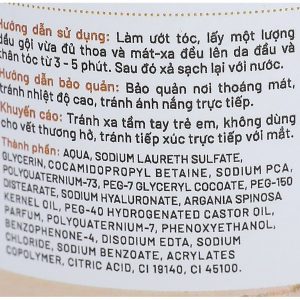 Hướng dẫn sử dụng: Làm ướt tóc, lấy một lượng
dầu gội vừa đủ thoa và mát-xa đều lên da đầu và
thân tóc từ 3 - 5 phút. Sau đó xả sạch lại với nước.
Hướng dẫn bảo quản: Bảo quản nơi thoáng mát,
tránh nhiệt độ cao, tránh ánh nắng trực tiếp.
Khuyến cáo: Tránh xa tầm tay trẻ em, không dùng
cho vết thương hở, tránh tiếp xúc trực tiếp với mắt.
Thành phần: AQUA, SODIUM LAURETH SULFATE,
GLYCERIN, COCAMIDOPROPYL BETAINE, SODIUM PCA,
POLYQUATERNIUM-73, PEG-7 GLYCERYL COCOATE, PEG-150
DISTEARATE, SODIUM HYALURONATE, ARGANIA SPINOSA
KERNEL OIL, PEG-40 HYDROGENATED CASTOR OIL,
PARFUM, POLYQUATERNIUM-7, PHENOXYETHANOL,
BENZOPHENONE-4, DISODIUM EDTA, SODIUM
CHLORIDE, SODIUM BENZOATE, ACRYLATES
COPOLYMER, CITRIC ACID, CI 19140, CI 45100.